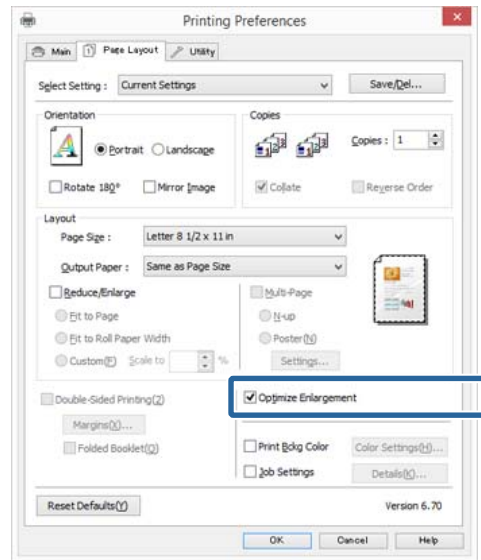 Printing Preferences
Main Page Layout Utility
Select Setting : Current Settings Save/Del...
Orientation Copies
Portrait Landscape Copies : 1
Rotate 180° Mirror Image Collate Reverse Order
Layout
Page Size : Letter 8 1/2 x 11 in
Output Paper : Same as Page Size
Reduce/Enlarge Multi-Page
Fit to Page N-up
Fit to Roll Paper Width Poster(N)
Custom(F) Scale to % Settings...
Double-Sided Printing(2) Optimize Enlargement
Margins(X)...
Folded Booklet(O) Print Bckg Color Color Settings(H)...
Job Settings Details(K)...
Reset Defaults(Y) Version 6.70
OK Cancel Help